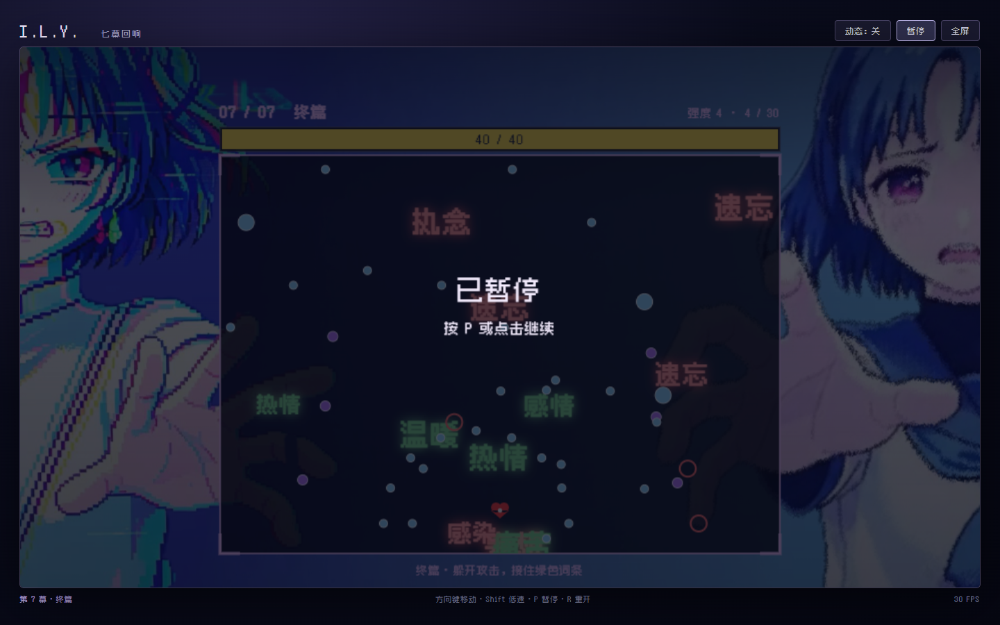 I.L.Y. 七幕回响
动态: 关 暂停 全屏
07 / 07 终篇
强度 4 · 4 / 30
40 / 40
执念
遗忘
已暂停
遗忘
按 P 或点击继续
遗忘
热情
感情
温暖
热情
感染
终篇 · 躲开攻击，接住绿色词条
第 7 幕 · 终篇
方向键移动 · Shift 低速 · P 暂停 · R 重开
30 FPS